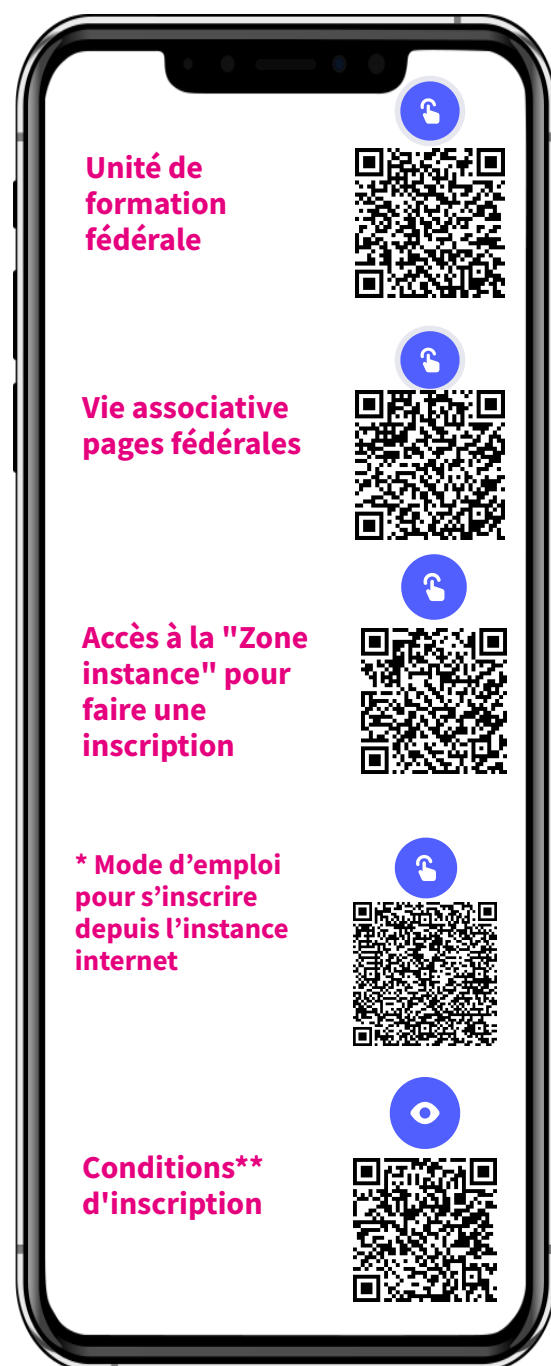 Unité de
formation
fédérale
Vie associative
pages fédérales
Accès à la "Zone
instance" pour
faire une
inscription
* Mode d’emploi
pour s’inscrire
depuis l’instance
internet
Conditions**
d'inscription